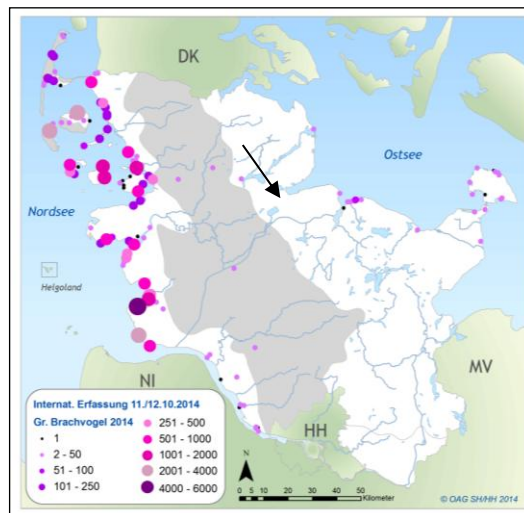 DK
Ostsee
Nordsee
Helgoland
NI
MV
HH
Internat. Erfassung 11./12.10.2014
Gr. Brachvogel 2014
1
2 - 50
51 - 100
101 - 250
251 - 500
501 - 1000
1001 - 2000
2001 - 4000
4000 - 6000
N
0 5 10 20 30 40 50
Kilometer
© OAG SH/HH 2014